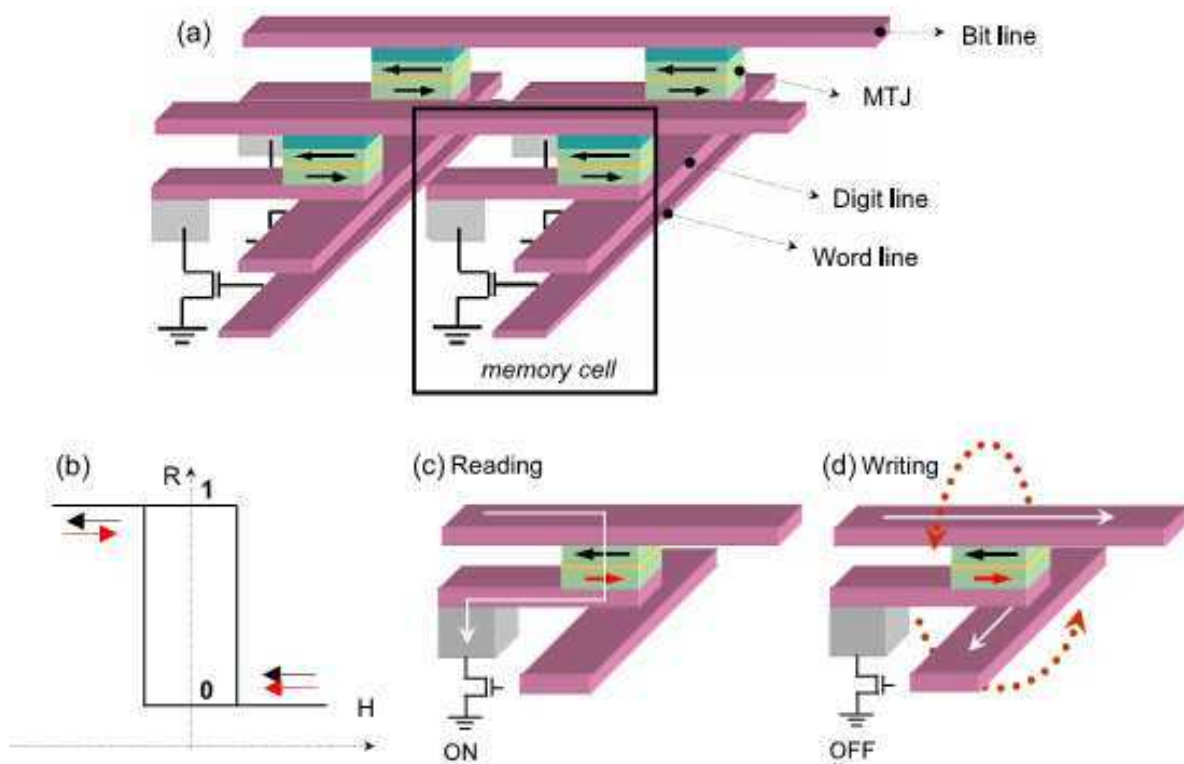 (a)
Bit line
MTJ
Digit line
Word line
memory cell
(b)
R
1
0
H
(c) Reading
ON
(d) Writing
OFF